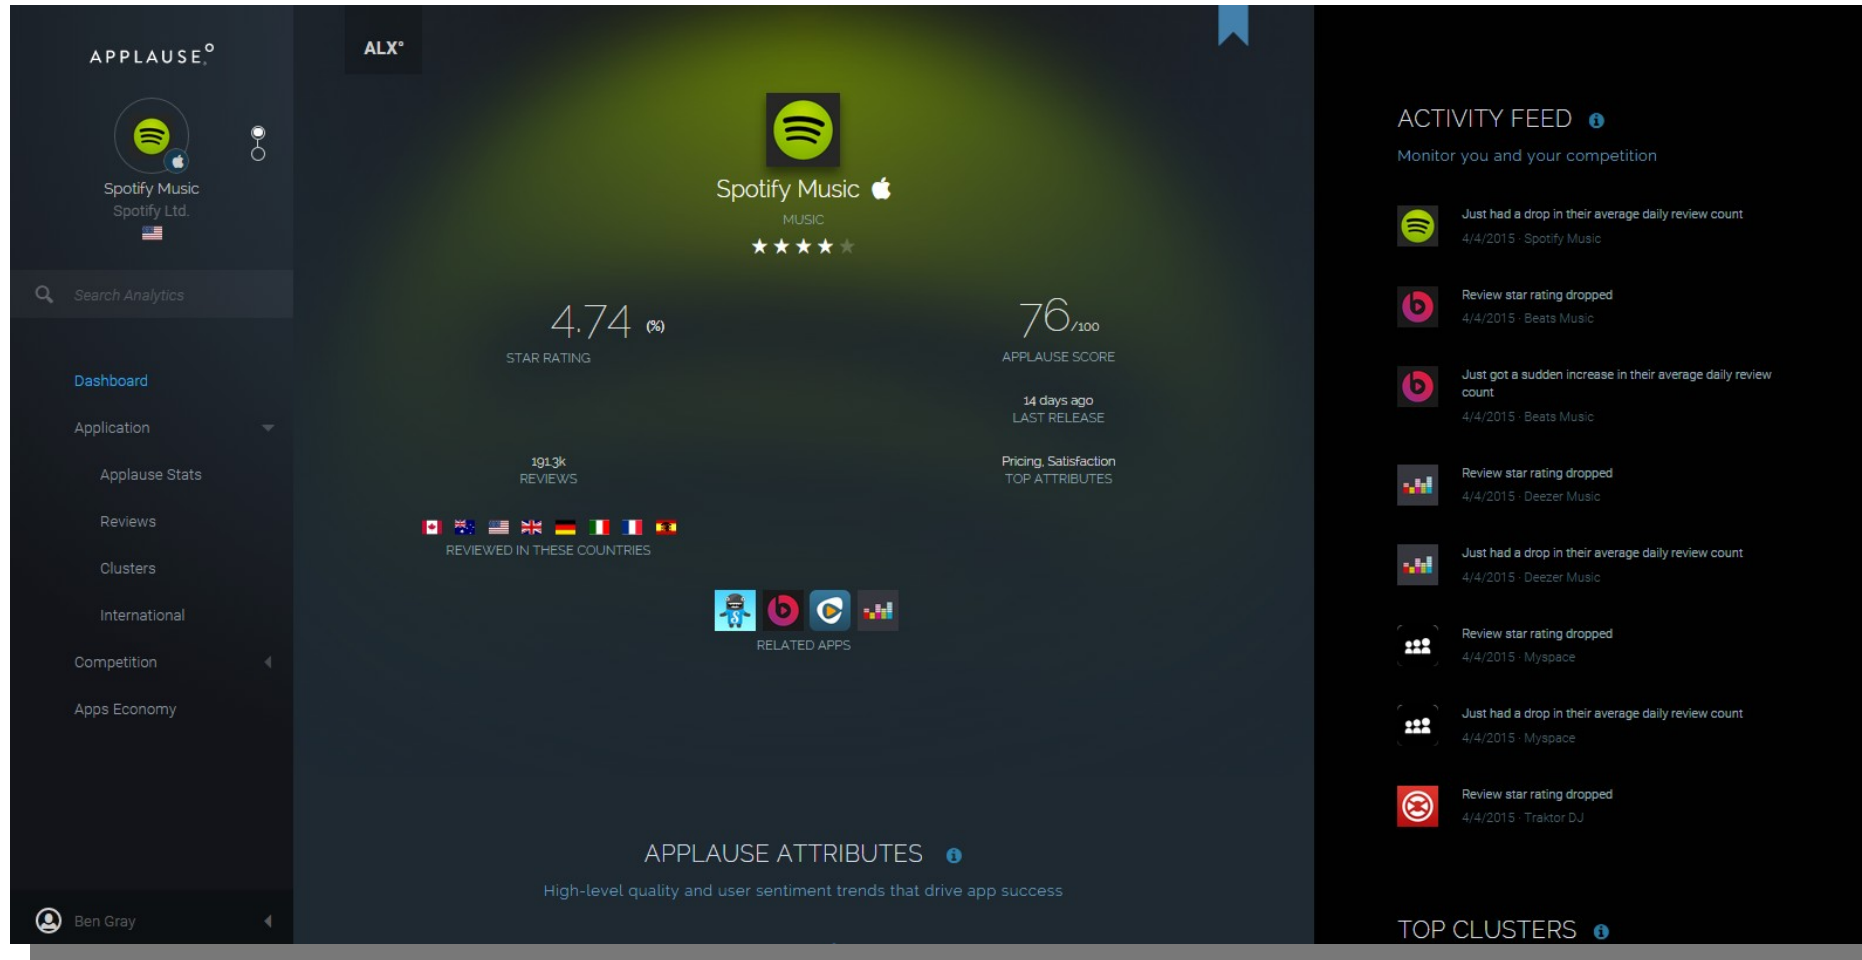 APPLAUSE
Spotify Music
Spotify Ltd.
Search Analytics
Dashboard
Application
Applause Stats
Reviews
Clusters
International
Competition
Apps Economy
Ben Gray
ALX°
Spotify Music
MUSIC
4.74 (%)
STAR RATING
191.3k
REVIEWS
REVIEWED IN THESE COUNTRIES
76/100
APPLAUSE SCORE
14 days ago
LAST RELEASE
Pricing, Satisfaction
TOP ATTRIBUTES
RELATED APPS
APPLAUSE ATTRIBUTES
High-level quality and user sentiment trends that drive app success
ACTIVITY FEED
Monitor you and your competition
Just had a drop in their average daily review count
4/4/2015 · Spotify Music
Review star rating dropped
4/4/2015 · Beats Music
Just got a sudden increase in their average daily review
count
4/4/2015 · Beats Music
Review star rating dropped
4/4/2015 · Deezer Music
Just had a drop in their average daily review count
4/4/2015 · Deezer Music
Review star rating dropped
4/4/2015 · Myspace
Just had a drop in their average daily review count
4/4/2015 · Myspace
Review star rating dropped
4/4/2015 · Traktor DJ
TOP CLUSTERS